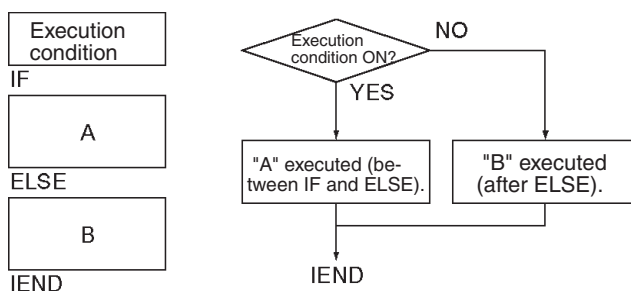 Execution
condition
IF
A
ELSE
B
IEND
Execution
condition ON?
NO
YES
"A" executed (be-
tween IF and ELSE).
"B" executed
(after ELSE).
IEND